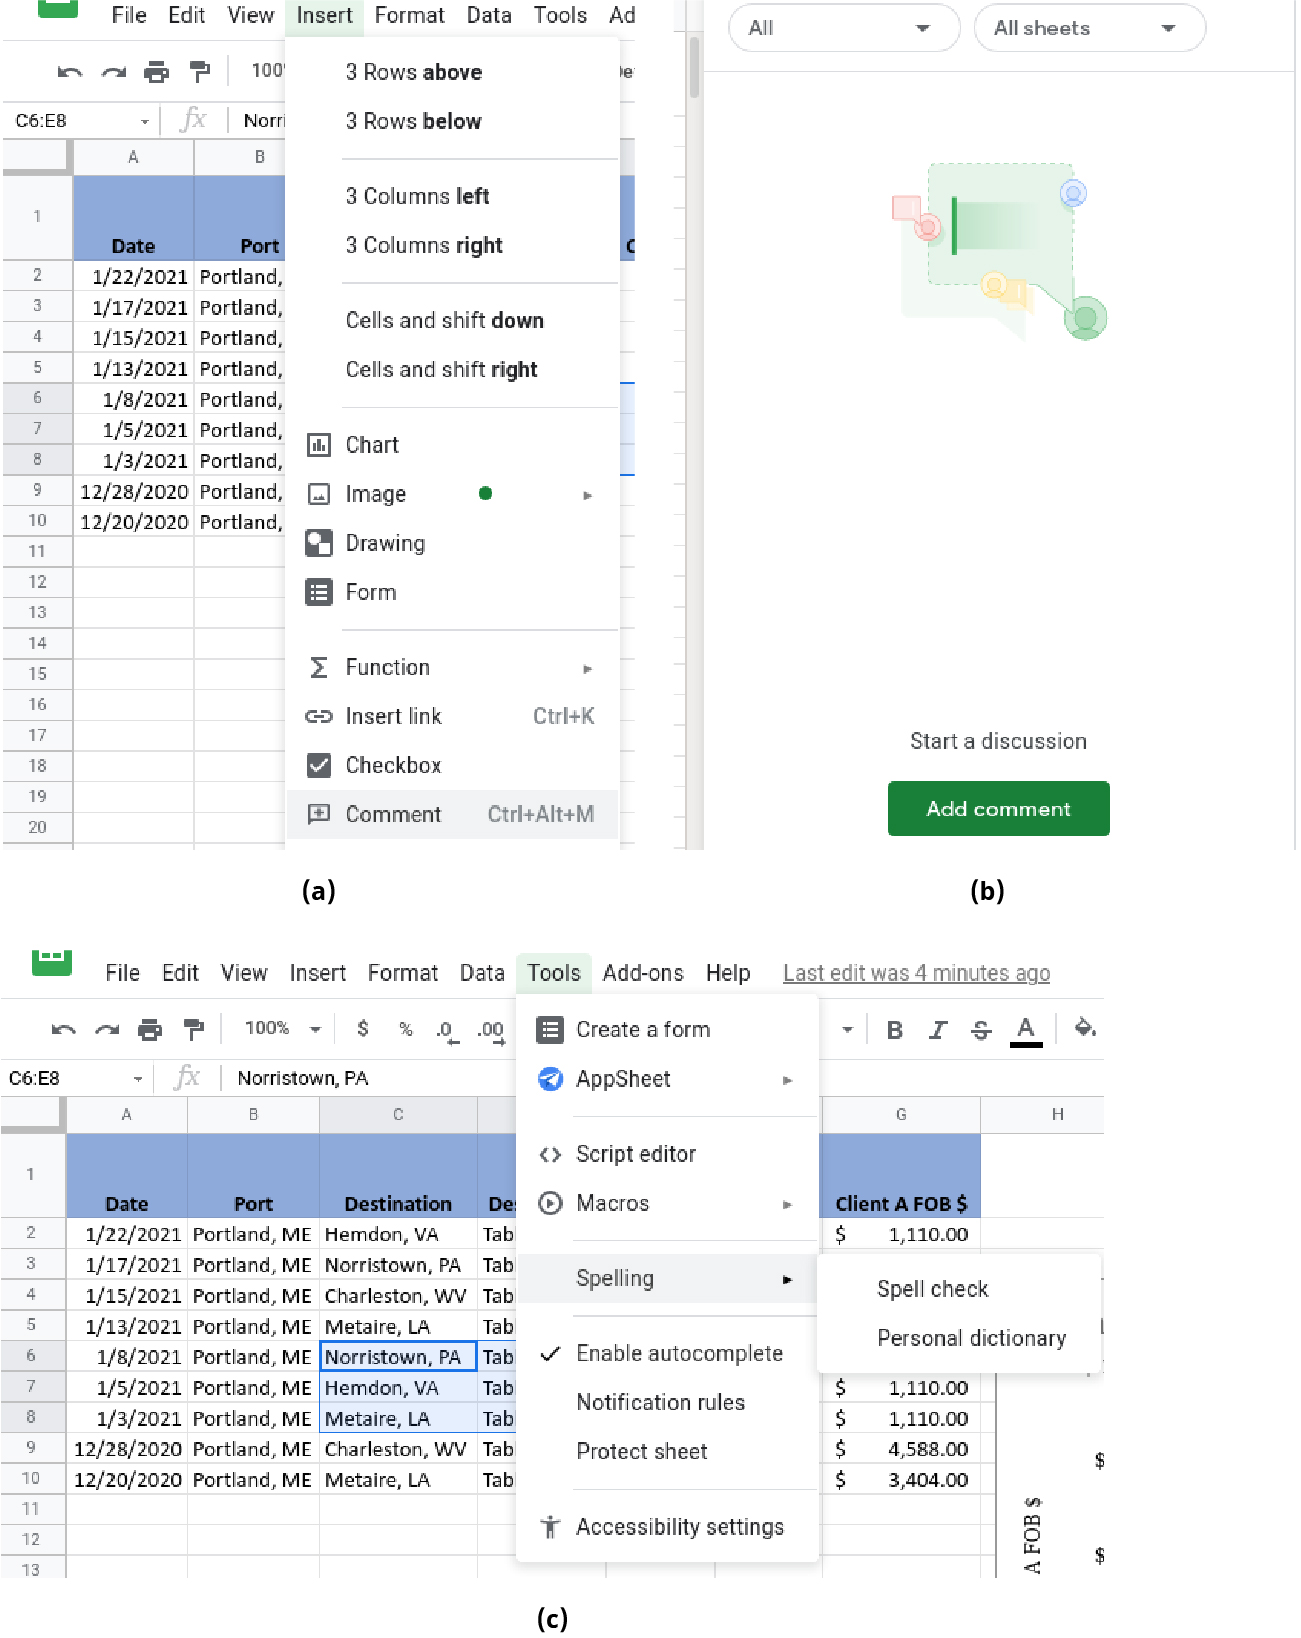 File Edit View Insert Format Data Tools Ad
100%
C6:E8 fx Norri
A B
1 Date Port
2 1/22/2021 Portland,
3 1/17/2021 Portland,
4 1/15/2021 Portland,
5 1/13/2021 Portland,
6 1/8/2021 Portland,
7 1/5/2021 Portland,
8 1/3/2021 Portland,
9 12/28/2020 Portland,
10 12/20/2020 Portland,
11
12
13
14
15
16
17
18
19
20
3 Rows above
3 Rows below
3 Columns left
3 Columns right
Cells and shift down
Cells and shift right
Chart
Image
Drawing
Form
Function
Insert link Ctrl+K
Checkbox
Comment Ctrl+Alt+M
(a)
All All sheets
Start a discussion
Add comment
(b)
File Edit View Insert Format Data Tools Add-ons Help Last edit was 4 minutes ago
100% $ % .0 .00 B I S A
C6:E8 fx Norristown, PA
A B C G H
1 Date Port Destination Des Client A FOB $
2 1/22/2021 Portland, ME Hemdon, VA Tab $ 1,110.00
3 1/17/2021 Portland, ME Norristown, PA Tab
4 1/15/2021 Portland, ME Charleston, WV Tab
5 1/13/2021 Portland, ME Metaire, LA Tab
6 1/8/2021 Portland, ME Norristown, PA Tab
7 1/5/2021 Portland, ME Hemdon, VA Tab $ 1,110.00
8 1/3/2021 Portland, ME Metaire, LA Tab $ 1,110.00
9 12/28/2020 Portland, ME Charleston, WV Tab $ 4,588.00
10 12/20/2020 Portland, ME Metaire, LA Tab $ 3,404.00
11
12
13
Create a form
AppSheet
Script editor
Macros
Spelling
Enable autocomplete
Notification rules
Protect sheet
Accessibility settings
Spell check
Personal dictionary
A FOB $
$
$
(c)